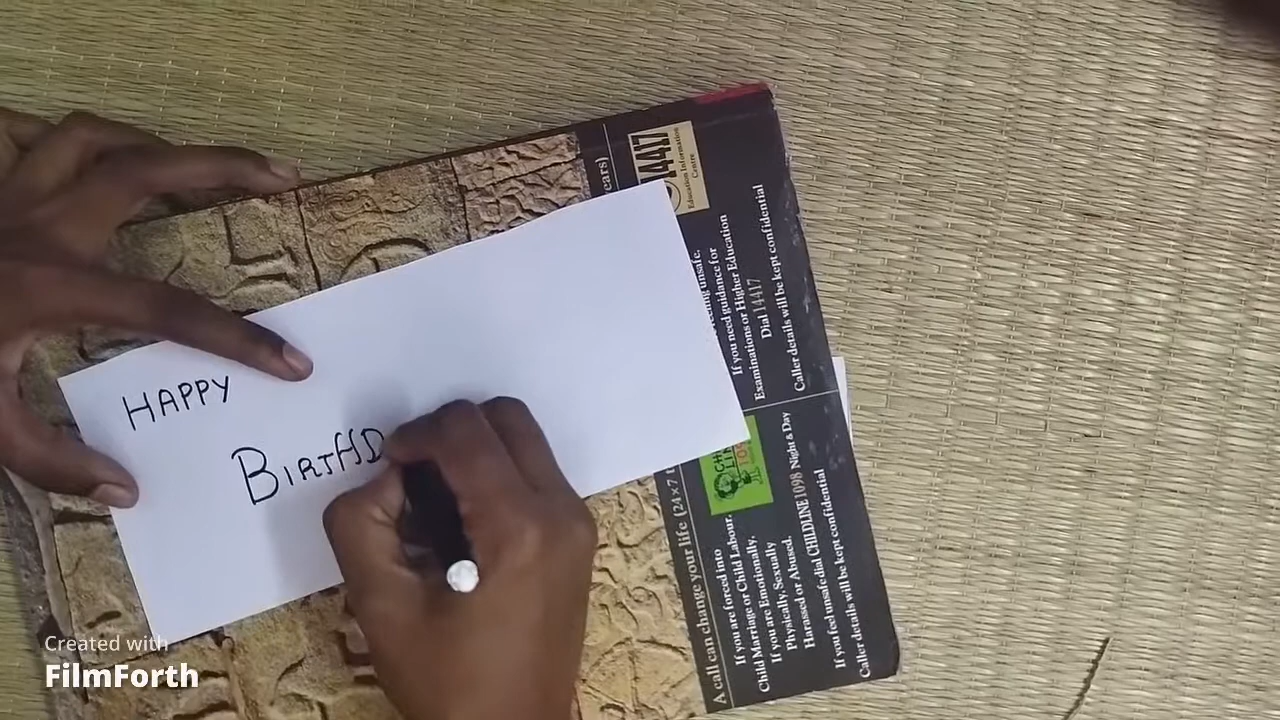 HAPPY
BIRTHD
14417
Education Information
Centre
If you need guidance for
Examinations or Higher Education
Dial 14417
Caller details will be kept confidential
A call can change your life (24×7
If you are forced into
Child Marriage or Child Labour.
If you are Emotionally,
Physically, Sexually
Harassed or Abused.
If you feel unsafe dial CHILDLINE 1098 Night & Day
Caller details will be kept confidential
Created with
FilmForth